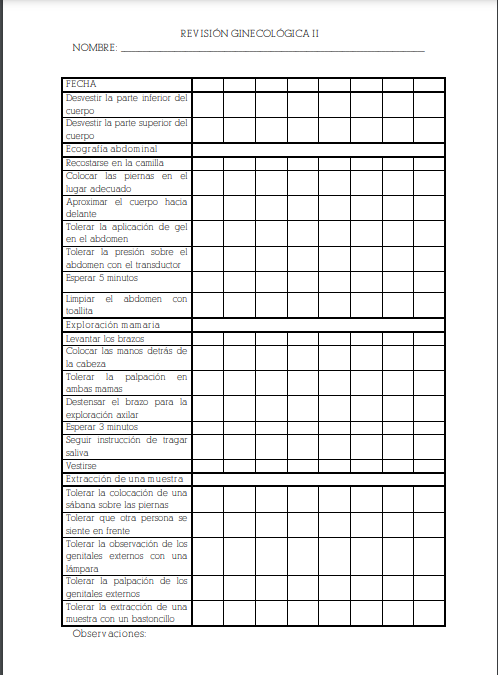 REVISIÓN GINECOLÓGICA II
NOMBRE:
FECHA
Desvestir la parte inferior del
cuerpo
Desvestir la parte superior del
cuerpo
Ecografía abdominal
Recostarse en la camilla
Colocar las piernas en el
lugar adecuado
Aproximar el cuerpo hacia
delante
Tolerar la aplicación de gel
en el abdomen
Tolerar la presión sobre el
abdomen con el transductor
Esperar 5 minutos
Limpiar el abdomen con
toallita
Exploración mamaria
Levantar los brazos
Colocar las manos detrás de
la cabeza
Tolerar la palpación en
ambas mamas
Destensar el brazo para la
exploración axilar
Esperar 3 minutos
Seguir instrucción de tragar
saliva
Vestirse
Extracción de una muestra
Tolerar la colocación de una
sábana sobre las piernas
Tolerar que otra persona se
siente en frente
Tolerar la observación de los
genitales externos con una
lámpara
Tolerar la palpación de los
genitales externos
Tolerar la extracción de una
muestra con un bastoncillo
Observaciones: